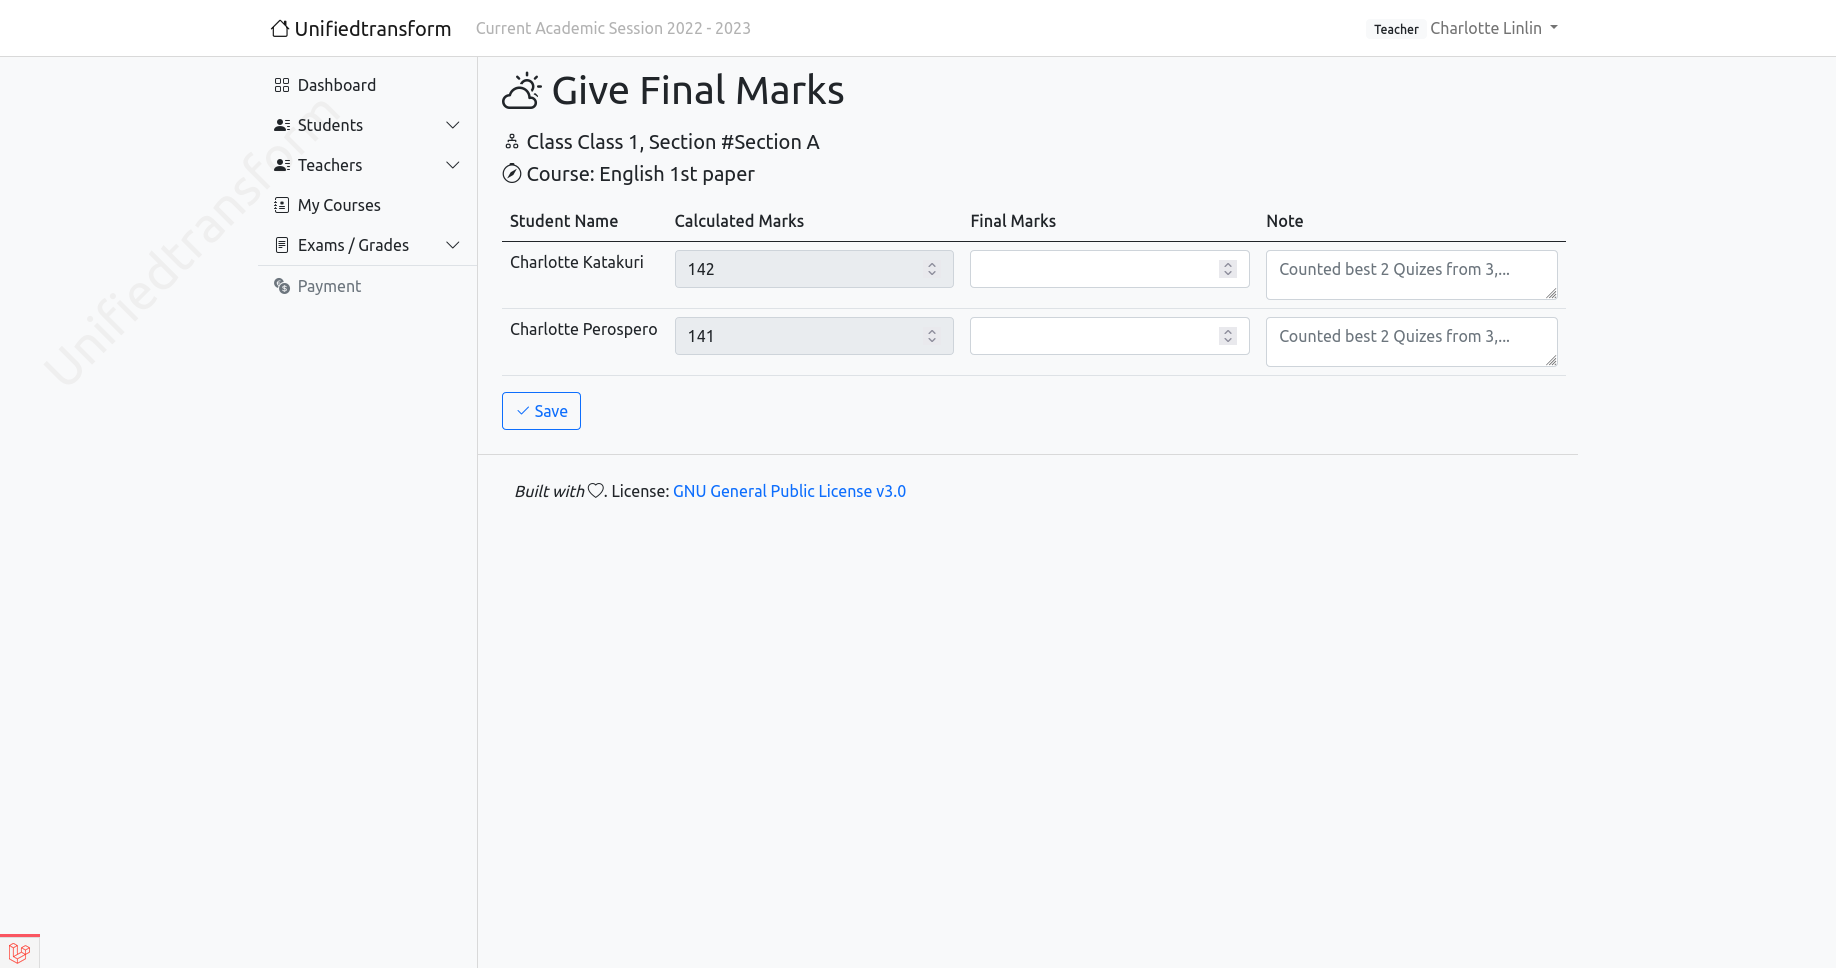 Unifiedtransform
Current Academic Session 2022 - 2023
Teacher Charlotte Linlin
Dashboard
Students
Teachers
My Courses
Exams / Grades
Payment
Unifiedtransform
Give Final Marks
Class Class 1, Section #Section A
Course: English 1st paper
Student Name Calculated Marks Final Marks Note
Charlotte Katakuri 142 Counted best 2 Quizes from 3,...
Charlotte Perospero 141 Counted best 2 Quizes from 3,...
Save
Built with . License: GNU General Public License v3.0